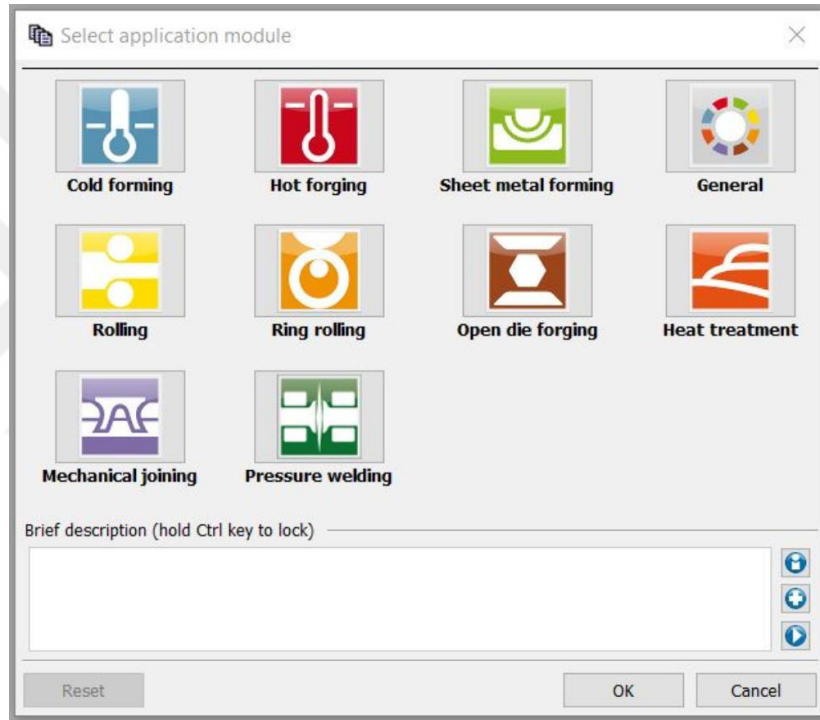 Select application module
Cold forming
Hot forging
Sheet metal forming
General
Rolling
Ring rolling
Open die forging
Heat treatment
Mechanical joining
Pressure welding
Brief description (hold Ctrl key to lock)
Reset
OK
Cancel